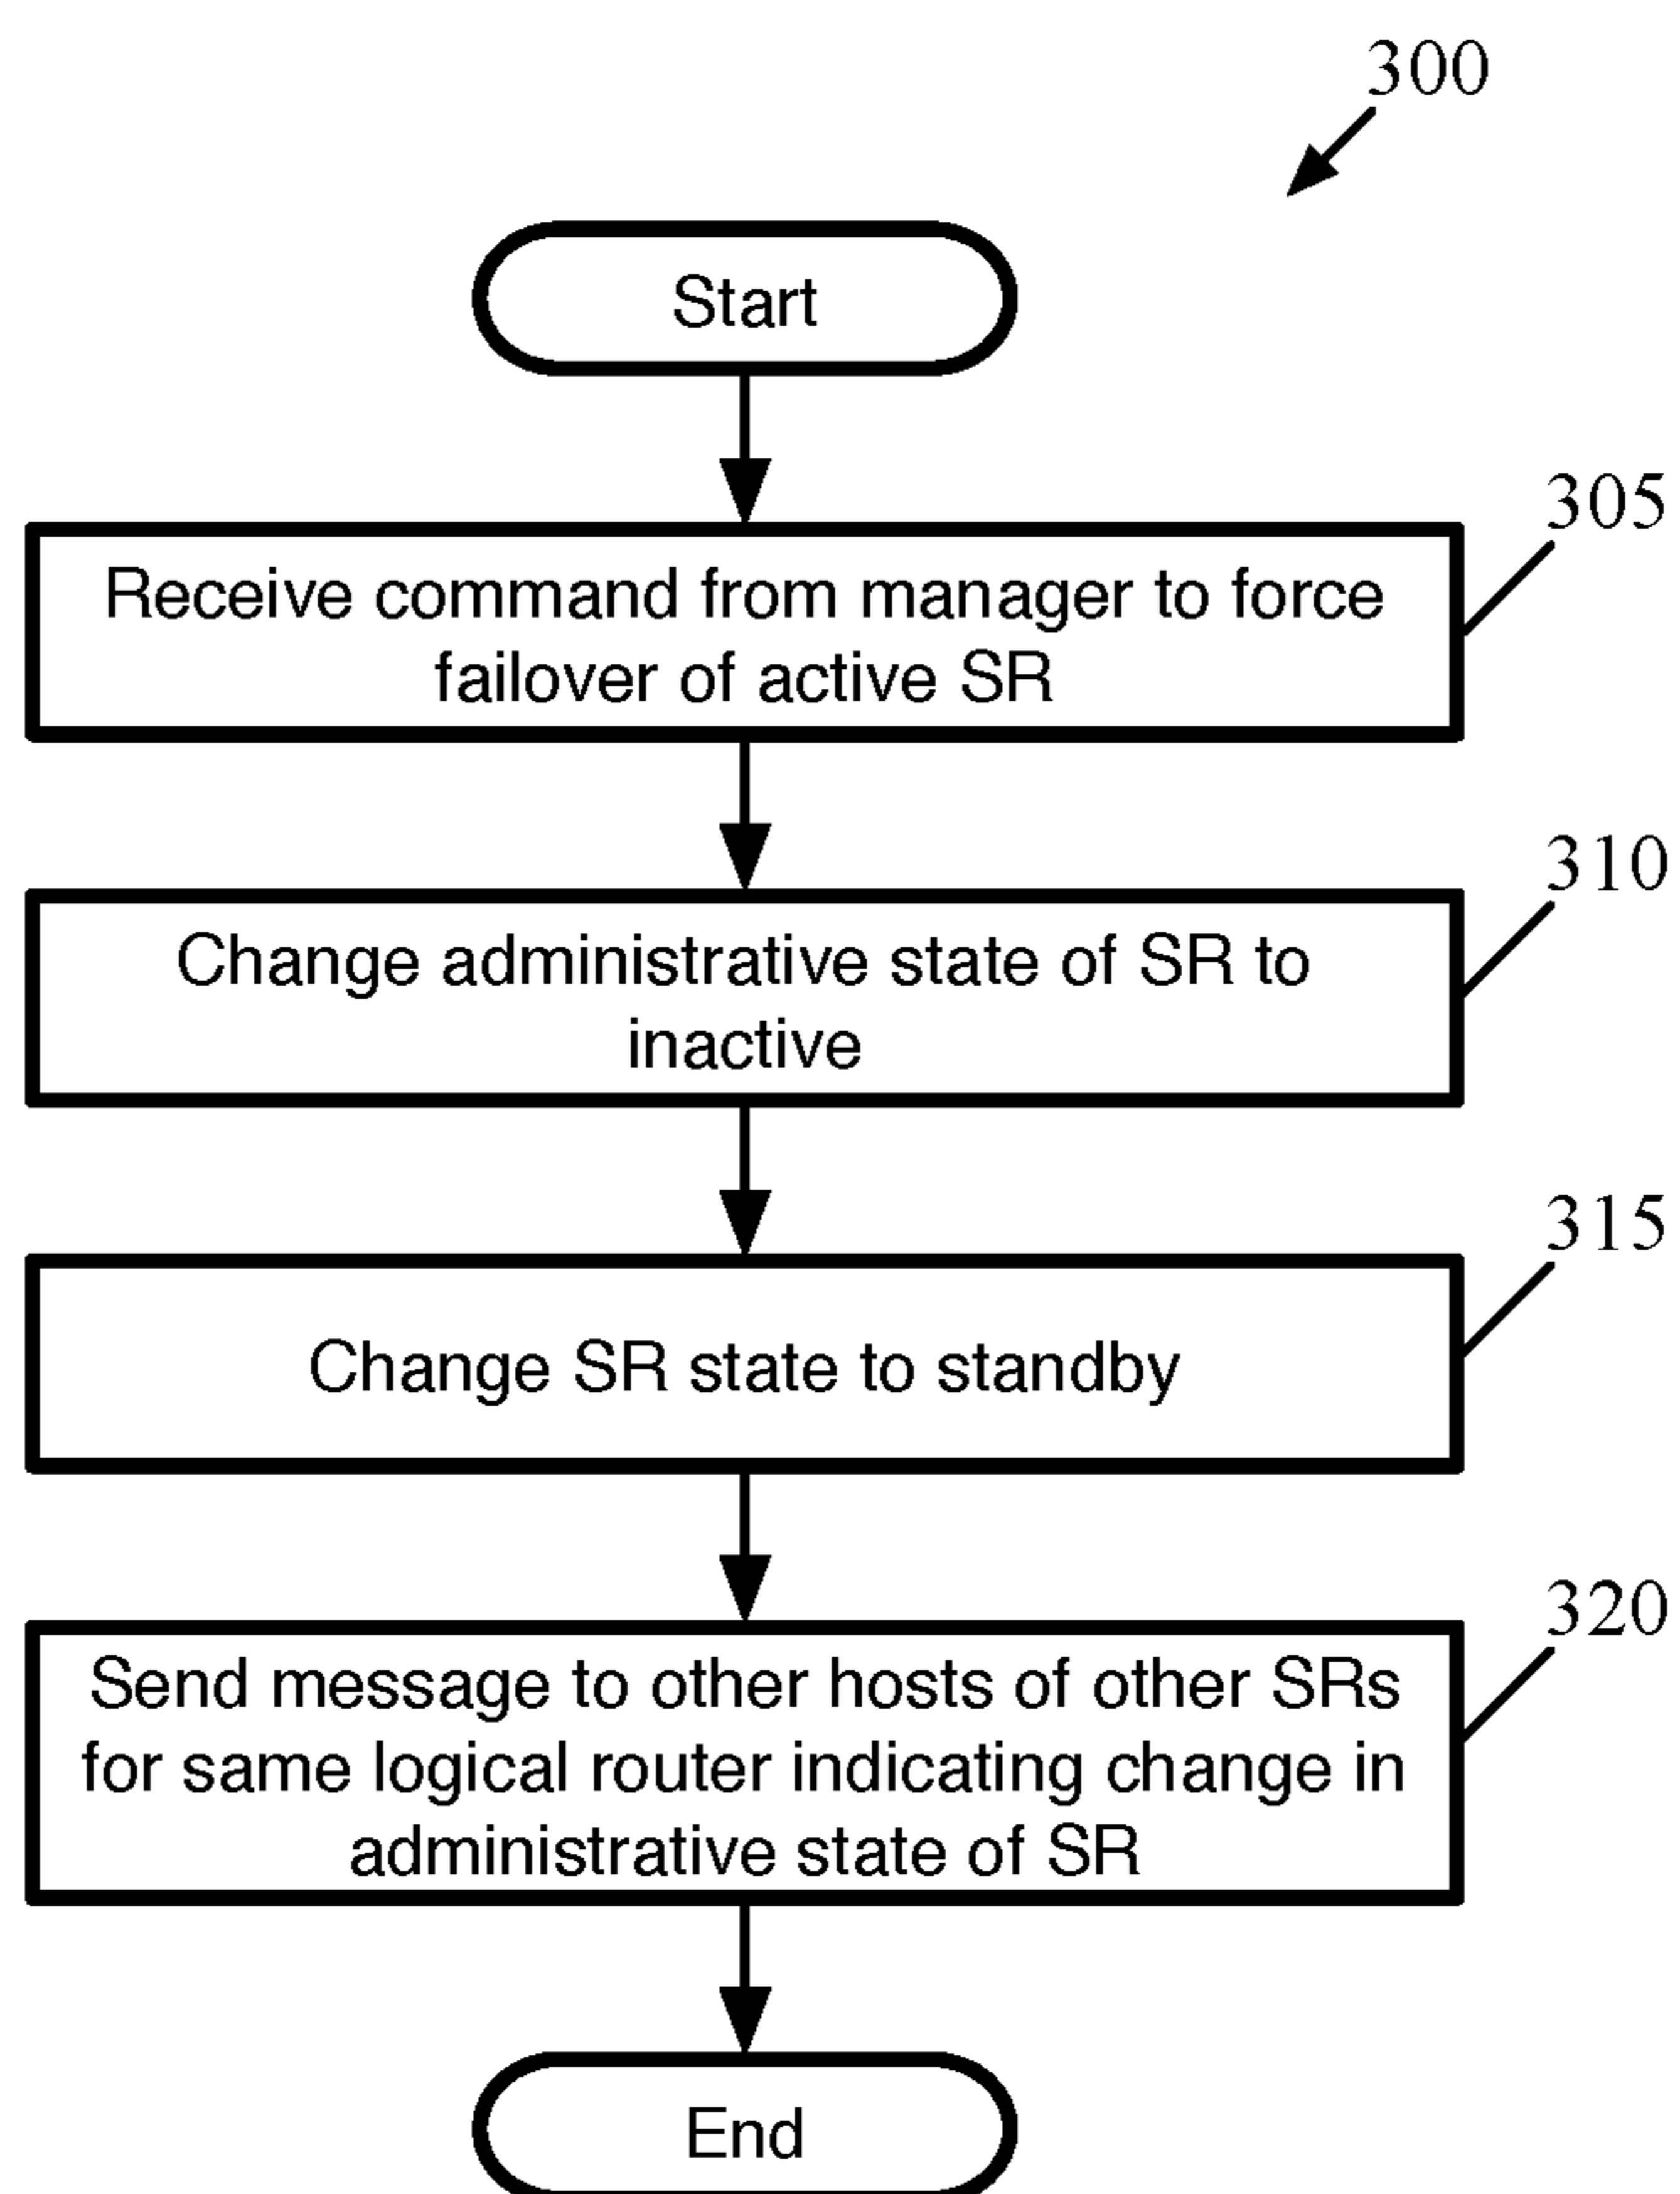 300
Start
305
Receive command from manager to force
failover of active SR
310
Change administrative state of SR to
inactive
315
Change SR state to standby
320
Send message to other hosts of other SRs
for same logical router indicating change in
administrative state of SR
End